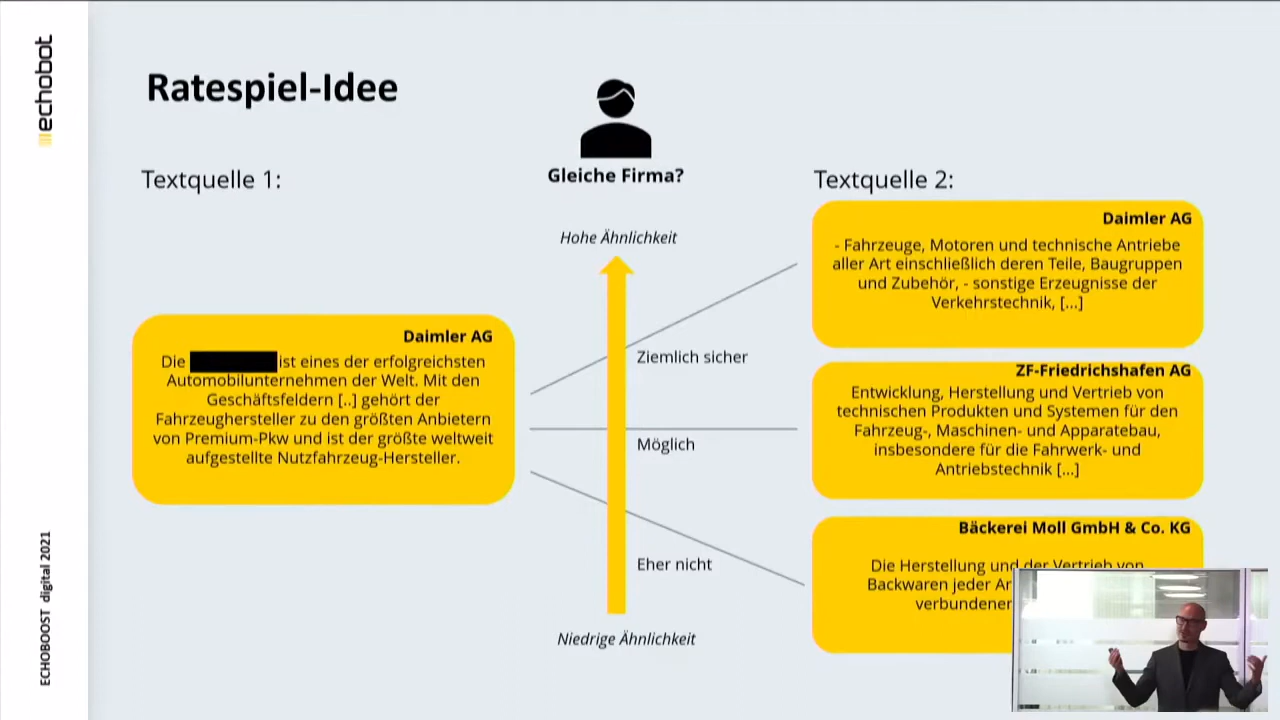 echobot
ECHOBOOST digital 2021
Ratespiel-Idee
Textquelle 1:
Daimler AG
Die ist eines der erfolgreichsten
Automobilunternehmen der Welt. Mit den
Geschäftsfeldern [..] gehört der
Fahrzeughersteller zu den größten Anbietern
von Premium-Pkw und ist der größte weltweit
aufgestellte Nutzfahrzeug-Hersteller.
Gleiche Firma?
Hohe Ähnlichkeit
Ziemlich sicher
Möglich
Eher nicht
Niedrige Ähnlichkeit
Textquelle 2:
Daimler AG
- Fahrzeuge, Motoren und technische Antriebe
aller Art einschließlich deren Teile, Baugruppen
und Zubehör, - sonstige Erzeugnisse der
Verkehrstechnik, [...]
ZF-Friedrichshafen AG
Entwicklung, Herstellung und Vertrieb von
technischen Produkten und Systemen für den
Fahrzeug-, Maschinen- und Apparatebau,
insbesondere für die Fahrwerk- und
Antriebstechnik [...]
Bäckerei Moll GmbH & Co. KG
Die Herstellung und der Vertrieb von
Backwaren jeder Ar
verbundener